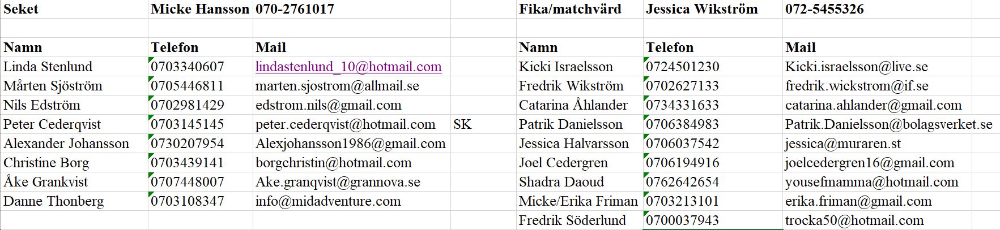 Seket Micke Hansson 070-2761017 Fika/matchvärd Jessica Wikström 072-5455326
Namn Telefon Mail Namn Telefon Mail
Linda Stenlund 0703340607 lindastenlund_10@hotmail.com Kicki Israelsson 0724501230 Kicki.israelsson@live.se
Mårten Sjöström 0705446811 marten.sjostrom@allmail.se Fredrik Wikström 0702627133 fredrik.wickstrom@if.se
Nils Edström 0702981429 edstrom.nils@gmail.com Catarina Åhlander 0734331633 catarina.ahlander@gmail.com
Peter Cederqvist 0703145145 peter.cederqvist@hotmail.com SK Patrik Danielsson 0706384983 Patrik.Danielsson@bolagsverket.se
Alexander Johansson 0730207954 Alexjohansson1986@gmail.com Jessica Halvarsson 0706037542 jessica@muraren.st
Christine Borg 0703439141 borgchristin@hotmail.com Joel Cedergren 0706194916 joelcedergren16@gmail.com
Åke Grankvist 0707448007 Ake.granqvist@grannova.se Shadra Daoud 0762642654 yousefmamma@hotmail.com
Danne Thonberg 0703108347 info@midadventure.com Micke/Erika Friman 0703213101 erika.friman@gmail.com
Fredrik Söderlund 0700037943 trocka50@hotmail.com